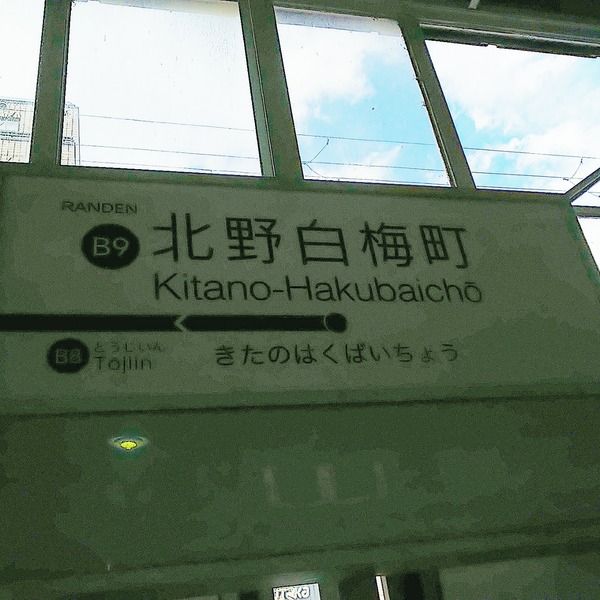 RANDEN
B9 北野白梅町
Kitano-Hakubaichō
B8 とうじいん
Tōjiin
きたのはくばいちょう